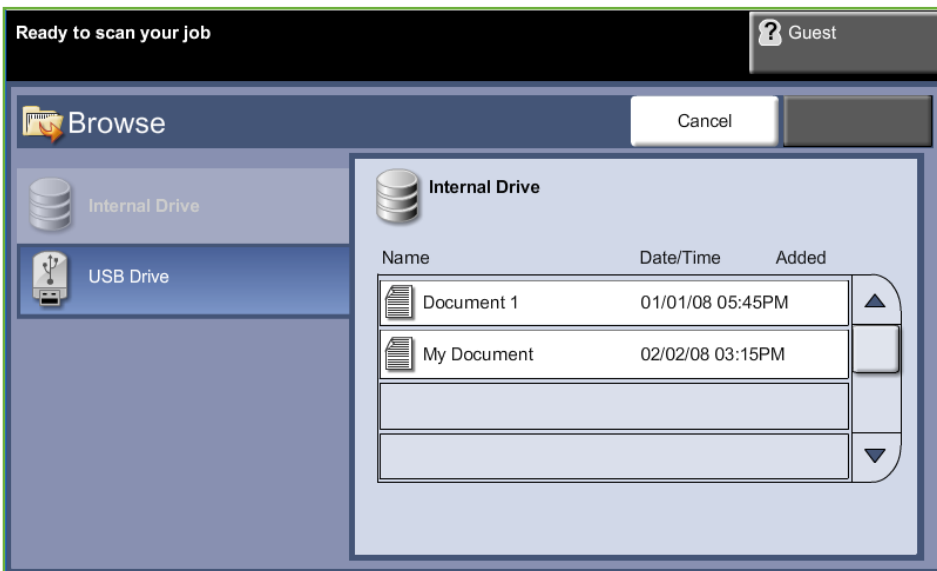 Ready to scan your job
Guest
Browse
Cancel
Internal Drive
USB Drive
Internal Drive
Name Date/Time Added
Document 1 01/01/08 05:45PM
My Document 02/02/08 03:15PM